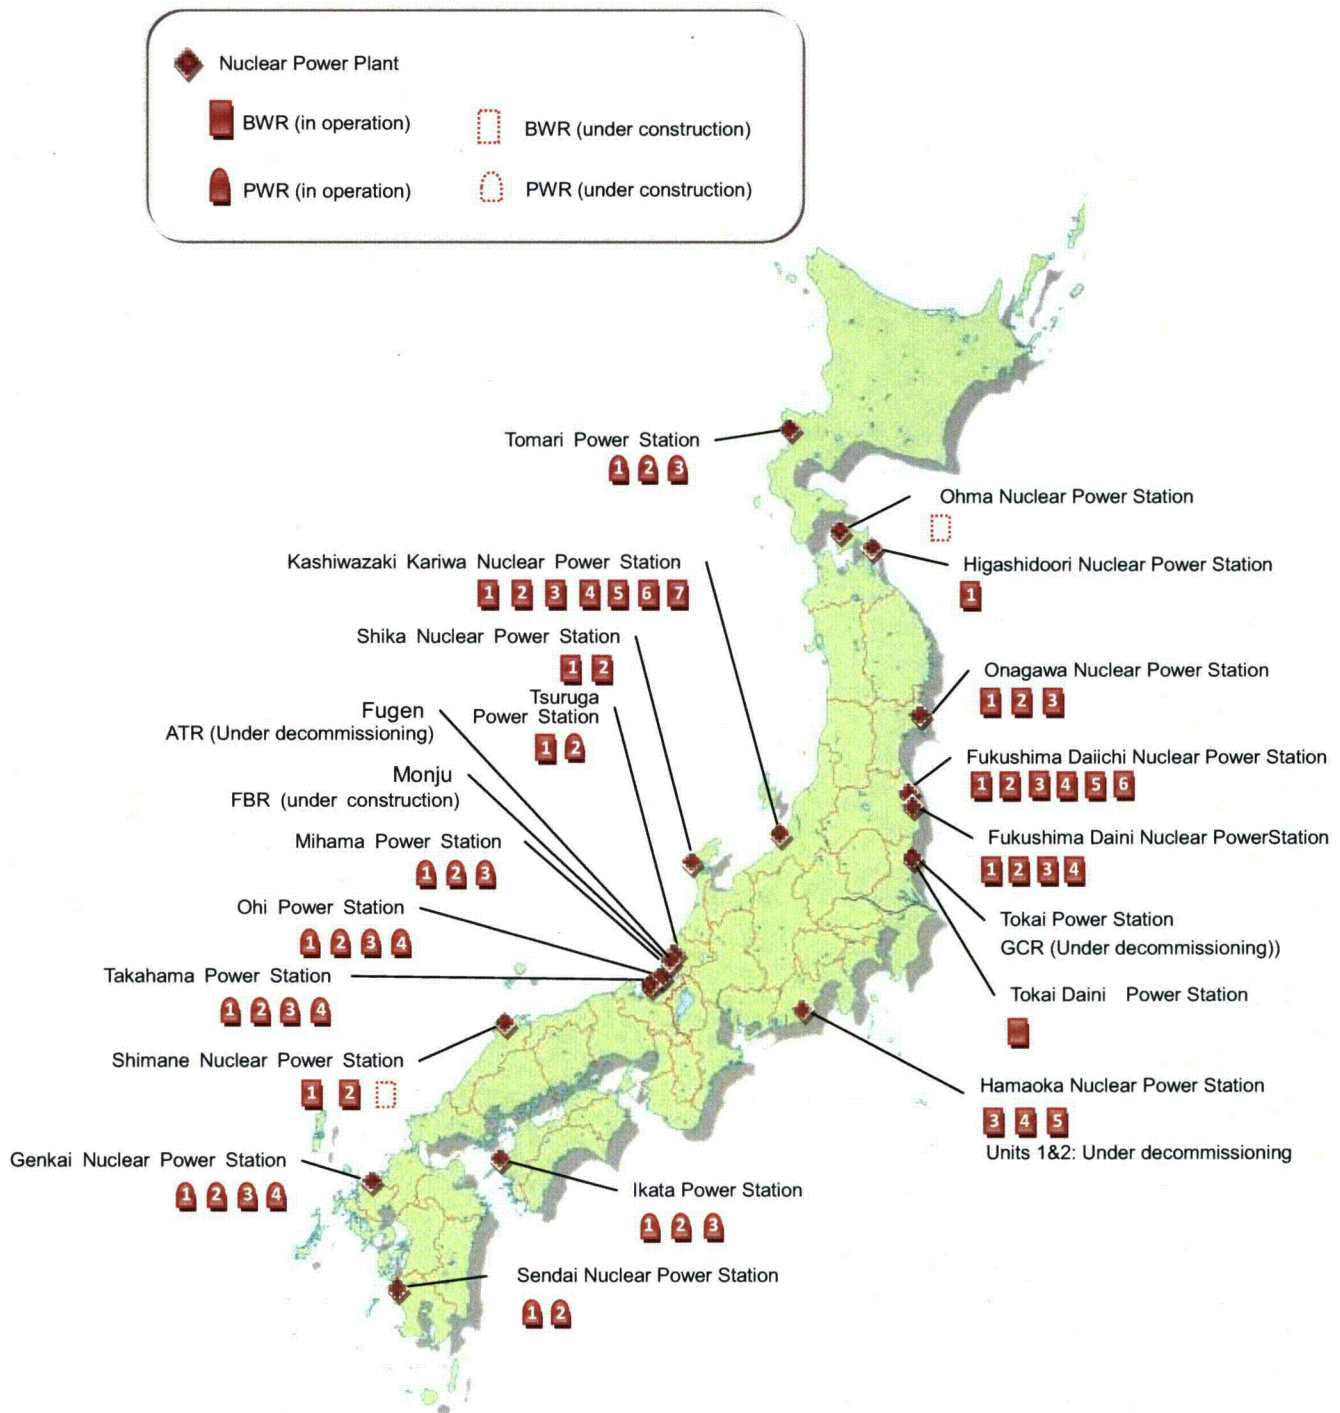 Nuclear Power Plant
BWR (in operation)
BWR (under construction)
PWR (in operation)
PWR (under construction)
Tomari Power Station
1 2 3
Ohma Nuclear Power Station
Higashidoori Nuclear Power Station
1
Kashiwazaki Kariwa Nuclear Power Station
1 2 3 4 5 6 7
Shika Nuclear Power Station
1 2
Tsuruga
Power Station
1 2
Fugen
ATR (Under decommissioning)
Monju
FBR (under construction)
Mihama Power Station
1 2 3
Ohi Power Station
1 2 3 4
Takahama Power Station
1 2 3 4
Shimane Nuclear Power Station
1 2
Genkai Nuclear Power Station
1 2 3 4
Onagawa Nuclear Power Station
1 2 3
Fukushima Daiichi Nuclear Power Station
1 2 3 4 5 6
Fukushima Daini Nuclear PowerStation
1 2 3 4
Tokai Power Station
GCR (Under decommissioning))
Tokai Daini Power Station
Hamaoka Nuclear Power Station
3 4 5
Units 1&2: Under decommissioning
Ikata Power Station
1 2 3
Sendai Nuclear Power Station
1 2